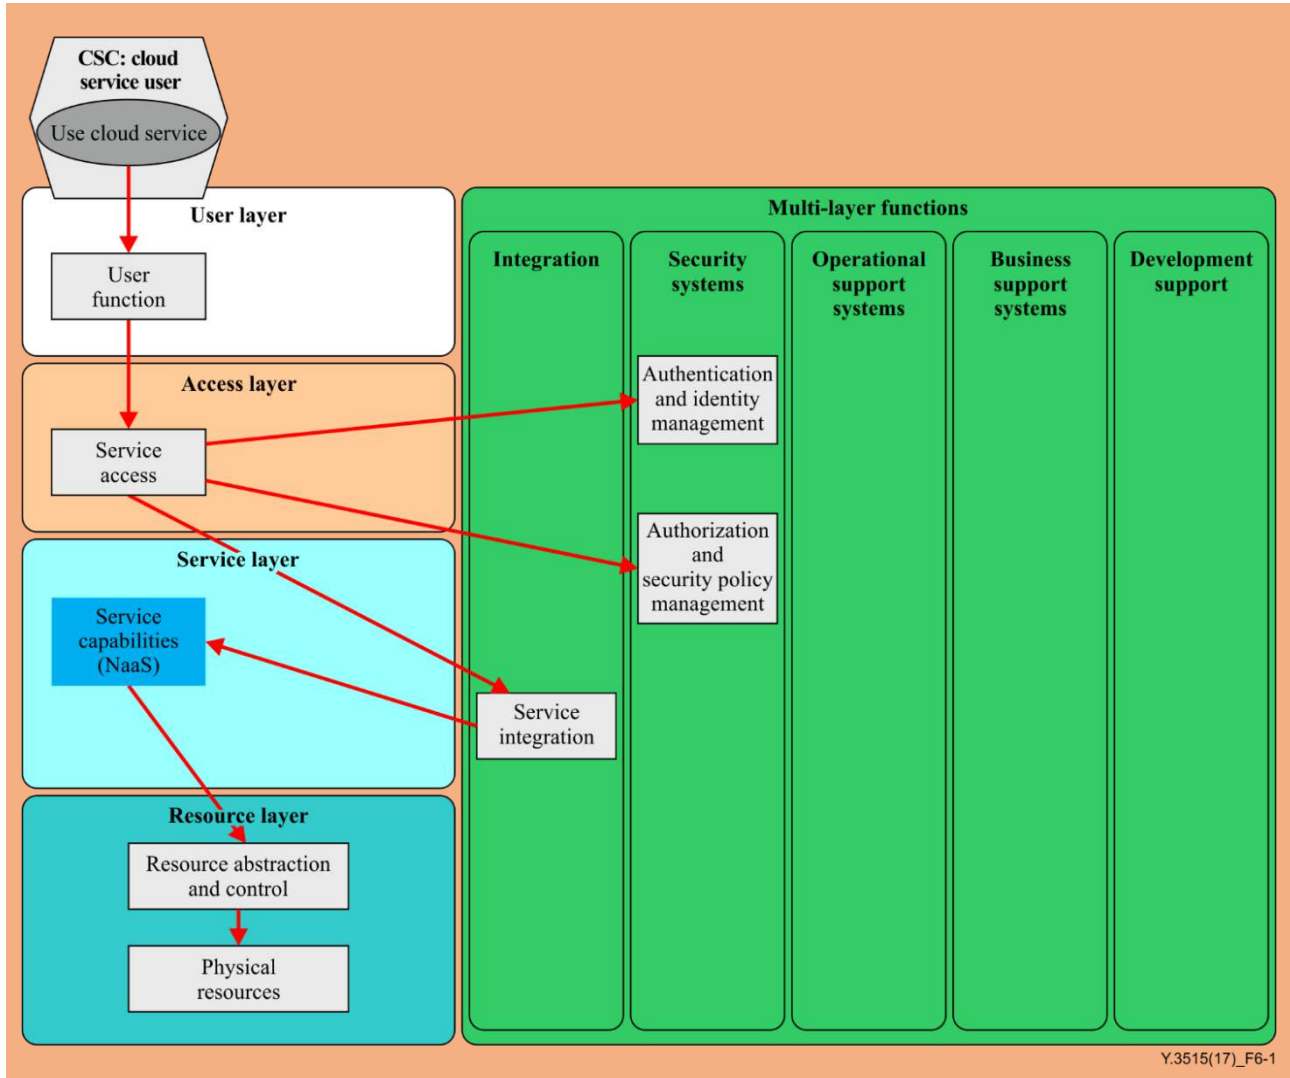 CSC: cloud
service user
Use cloud service
User layer
User
function
Access layer
Service
access
Service layer
Service
capabilities
(NaaS)
Resource layer
Resource abstraction
and control
Physical
resources
Multi-layer functions
Integration
Service
integration
Security
systems
Authentication
and identity
management
Authorization
and
security policy
management
Operational
support
systems
Business
support
systems
Development
support
Y.3515(17)_F6-1